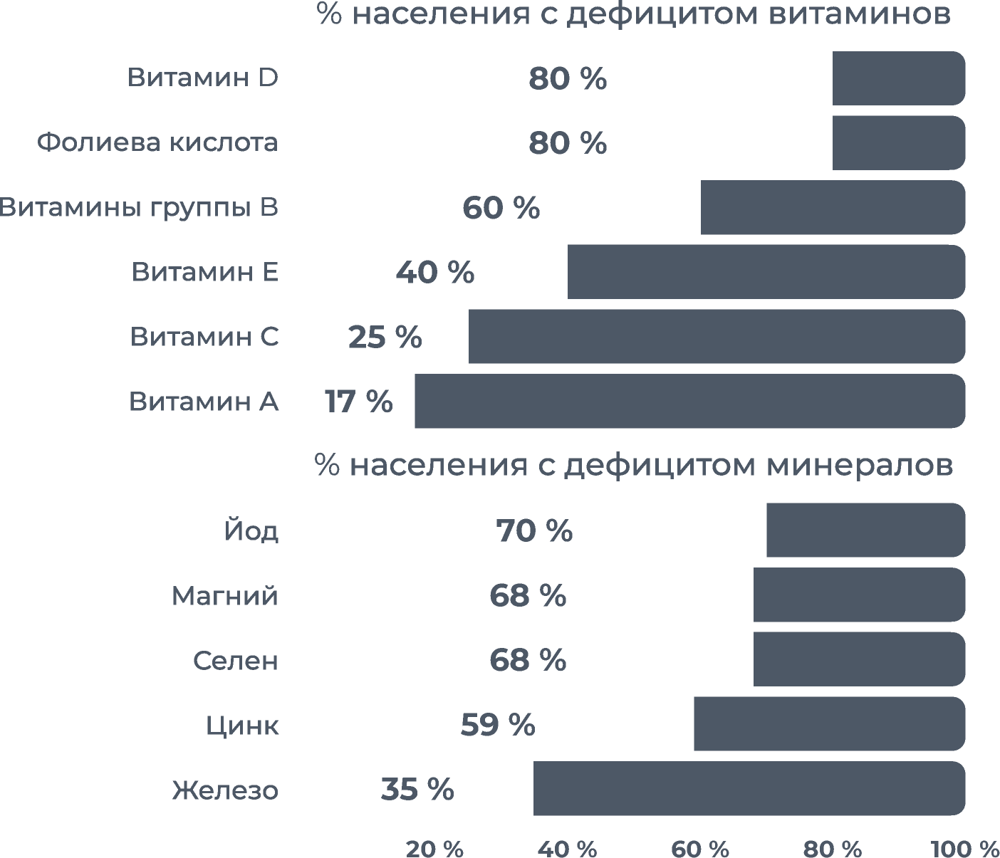 % населения с дефицитом витаминов
Витамин D 80 %
Фолиева кислота 80 %
Витамины группы B 60 %
Витамин E 40 %
Витамин C 25 %
Витамин A 17 %
% населения с дефицитом минералов
Йод 70 %
Магний 68 %
Селен 68 %
Цинк 59 %
Железо 35 %
20 % 40 % 60 % 80 % 100 %